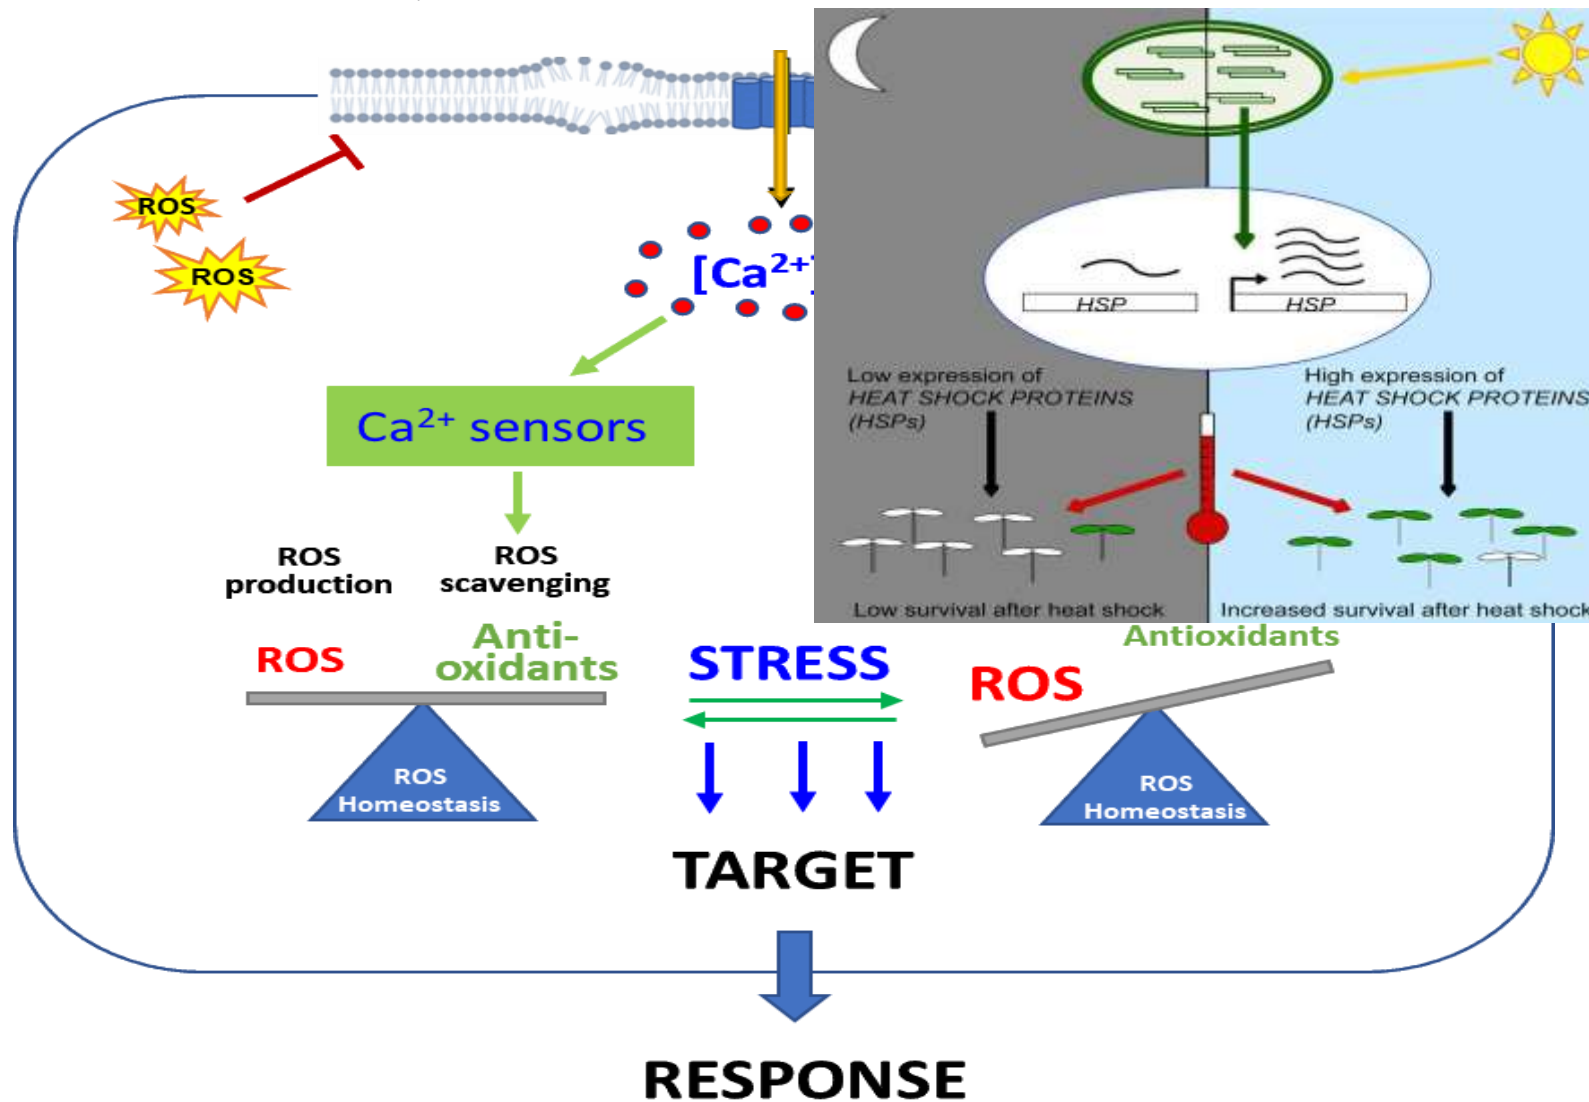 ROS
ROS
[Ca²⁺]
HSP
HSP
Low expression of
HEAT SHOCK PROTEINS
(HSPs)
High expression of
HEAT SHOCK PROTEINS
(HSPs)
Ca²⁺ sensors
ROS
production
ROS
scavenging
Low survival after heat shock
Increased survival after heat shock
ROS
Anti-
oxidants
STRESS
Antioxidants
ROS
ROS
Homeostasis
ROS
Homeostasis
TARGET
RESPONSE